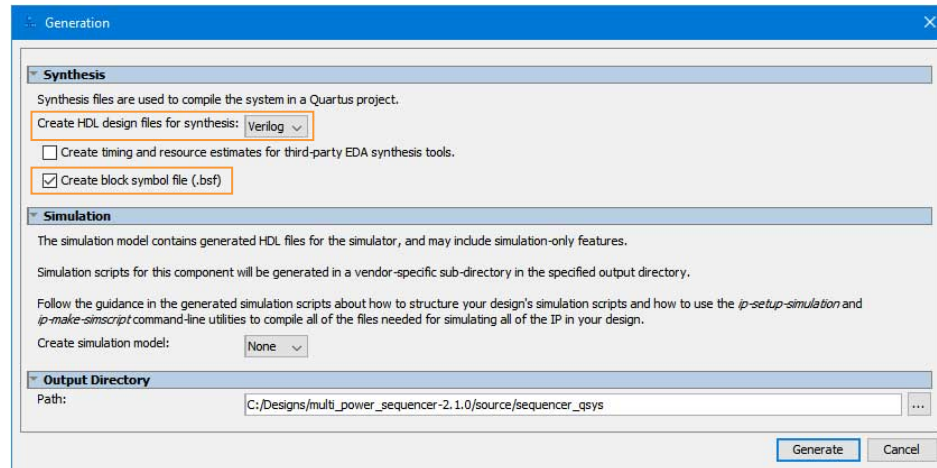 Generation
Synthesis
Synthesis files are used to compile the system in a Quartus project.
Create HDL design files for synthesis: Verilog
Create timing and resource estimates for third-party EDA synthesis tools.
Create block symbol file (.bsf)
Simulation
The simulation model contains generated HDL files for the simulator, and may include simulation-only features.
Simulation scripts for this component will be generated in a vendor-specific sub-directory in the specified output directory.
Follow the guidance in the generated simulation scripts about how to structure your design's simulation scripts and how to use the ip-setup-simulation and
ip-make-simscript command-line utilities to compile all of the files needed for simulating all of the IP in your design.
Create simulation model: None
Output Directory
Path: C:/Designs/multi_power_sequencer-2.1.0/source/sequencer_qsys ...
Generate Cancel